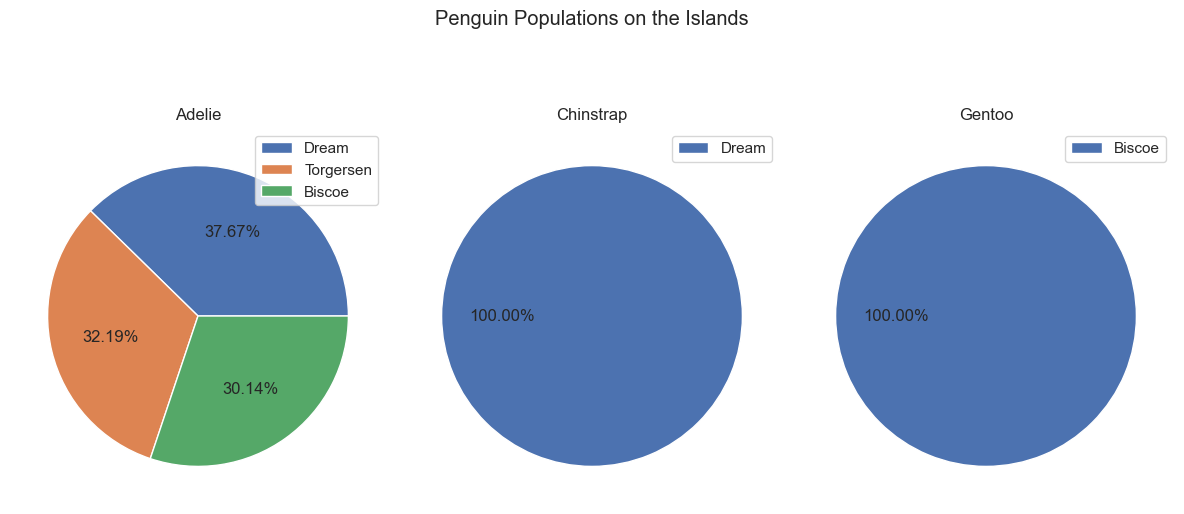 Penguin Populations on the Islands
Adelie
Dream
Torgersen
Biscoe
37.67%
32.19%
30.14%
Chinstrap
Dream
100.00%
Gentoo
Biscoe
100.00%